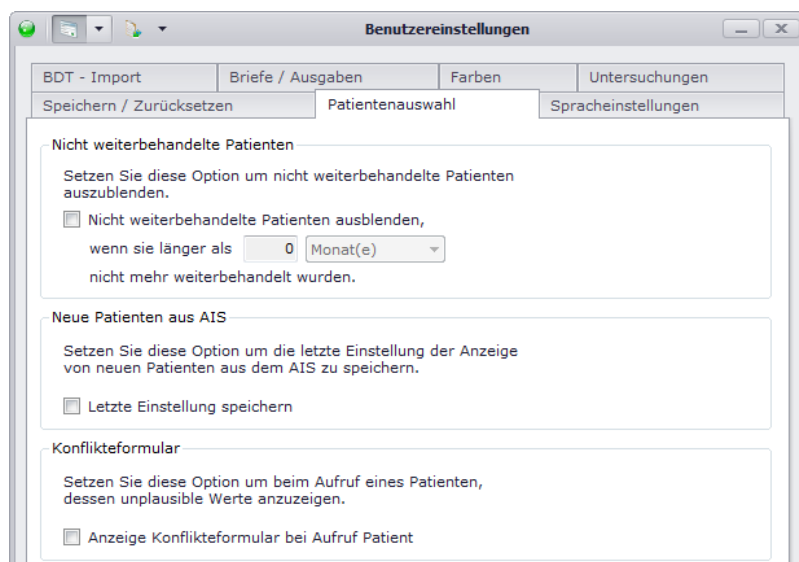 Benutzereinstellungen
BDT - Import
Briefe / Ausgaben
Farben
Untersuchungen
Speichern / Zurücksetzen
Patientenauswahl
Spracheinstellungen
Nicht weiterbehandelte Patienten
Setzen Sie diese Option um nicht weiterbehandelte Patienten
auszublenden.
Nicht weiterbehandelte Patienten ausblenden,
wenn sie länger als 0 Monat(e)
nicht mehr weiterbehandelt wurden.
Neue Patienten aus AIS
Setzen Sie diese Option um die letzte Einstellung der Anzeige
von neuen Patienten aus dem AIS zu speichern.
Letzte Einstellung speichern
Konflikteformular
Setzen Sie diese Option um beim Aufruf eines Patienten,
dessen unplausible Werte anzuzeigen.
Anzeige Konflikteformular bei Aufruf Patient